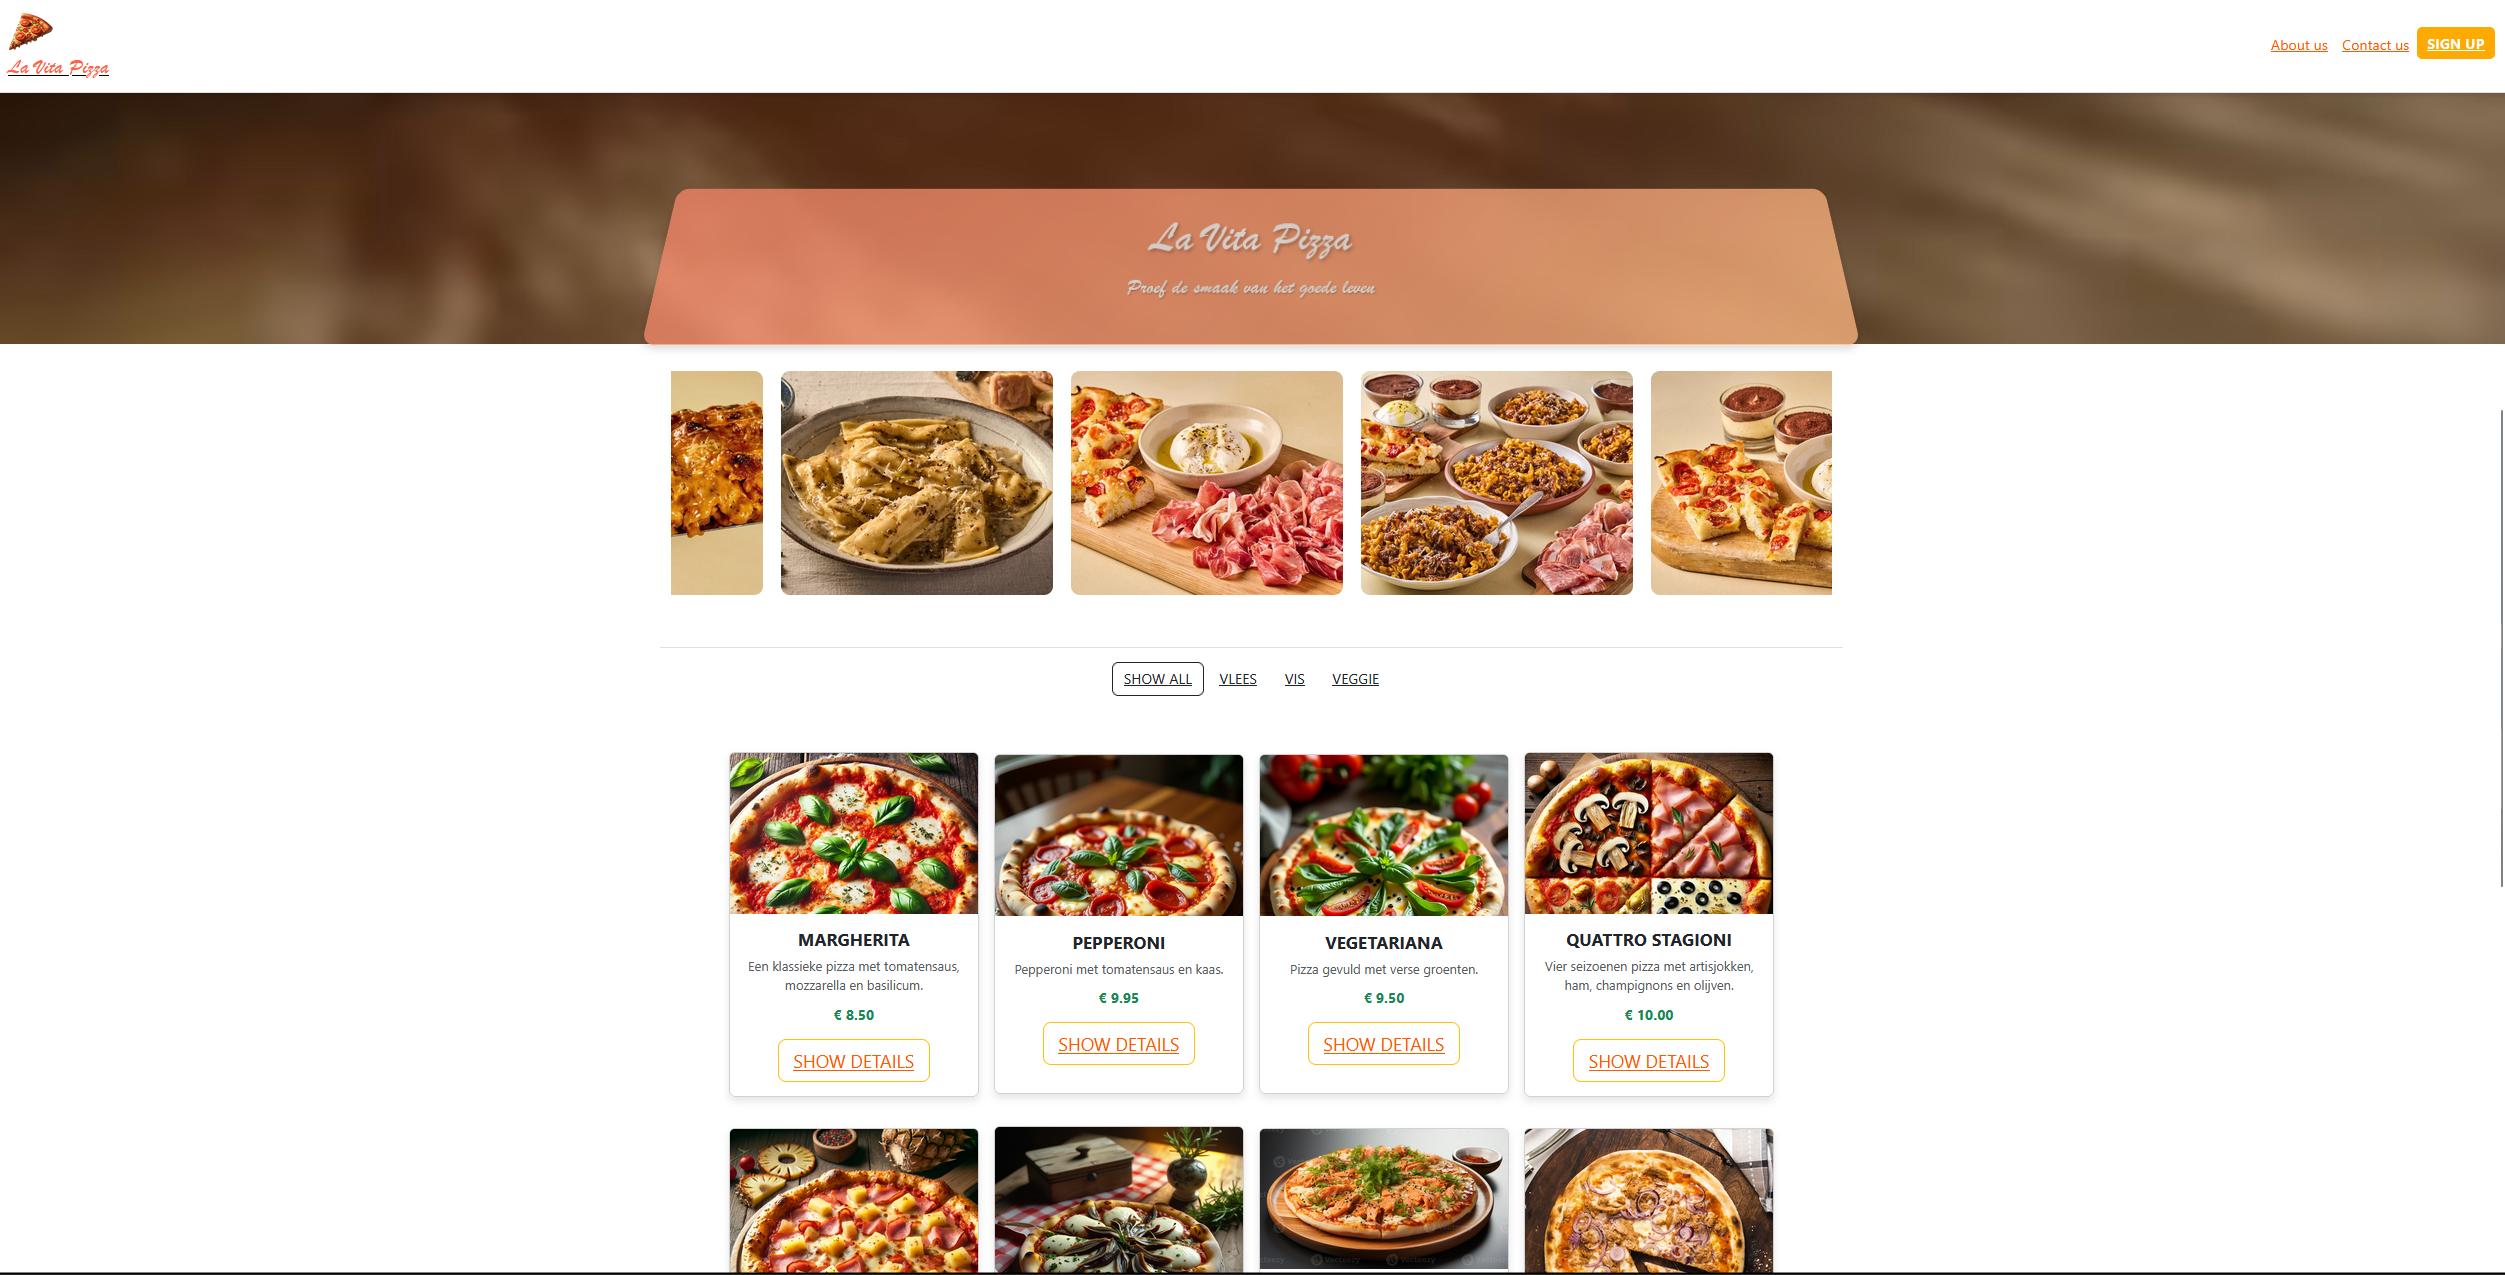 La Vita Pizza
About us
Contact us
SIGN UP
La Vita Pizza
Proef de smaak van het goede leven
SHOW ALL
VLEES
VIS
VEGGIE
MARGHERITA
Een klassieke pizza met tomatensaus,
mozzarella en basilicum.
€ 8.50
SHOW DETAILS
PEPPERONI
Pepperoni met tomatensaus en kaas.
€ 9.95
SHOW DETAILS
VEGETARIANA
Pizza gevuld met verse groenten.
€ 9.50
SHOW DETAILS
QUATTRO STAGIONI
Vier seizoenen pizza met artisjokken,
ham, champignons en olijven.
€ 10.00
SHOW DETAILS